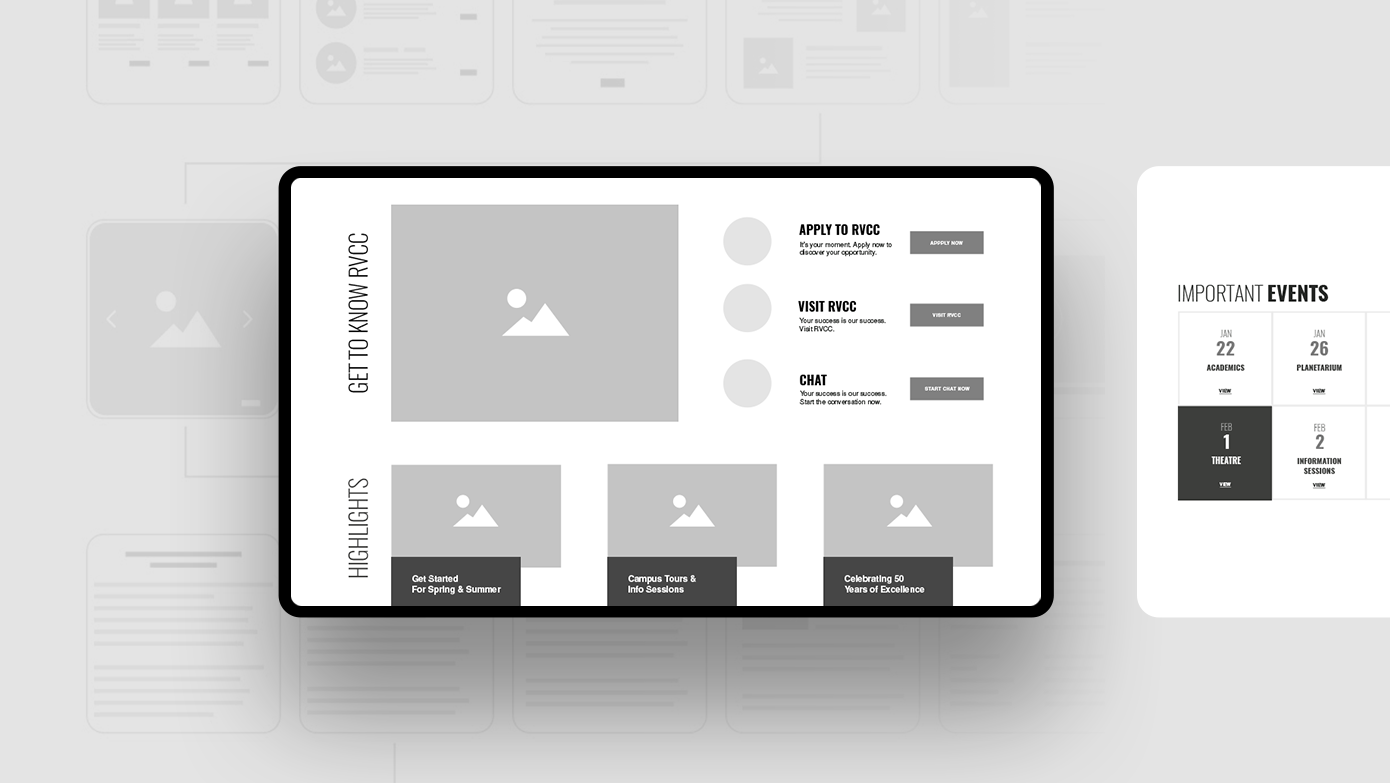 GET TO KNOW RVCC
APPLY TO RVCC
It's your moment. Apply now to
discover your opportunity.
APPPLY NOW
VISIT RVCC
Your success is our success.
Visit RVCC.
VISIT RVCC
CHAT
Your success is our success.
Start the conversation now.
START CHAT NOW
HIGHLIGHTS
Get Started
For Spring & Summer
Campus Tours &
Info Sessions
Celebrating 50
Years of Excellence
IMPORTANT EVENTS
JAN
22
ACADEMICS
VIEW
JAN
26
PLANETARIUM
VIEW
FEB
1
THEATRE
VIEW
FEB
2
INFORMATION
SESSIONS
VIEW